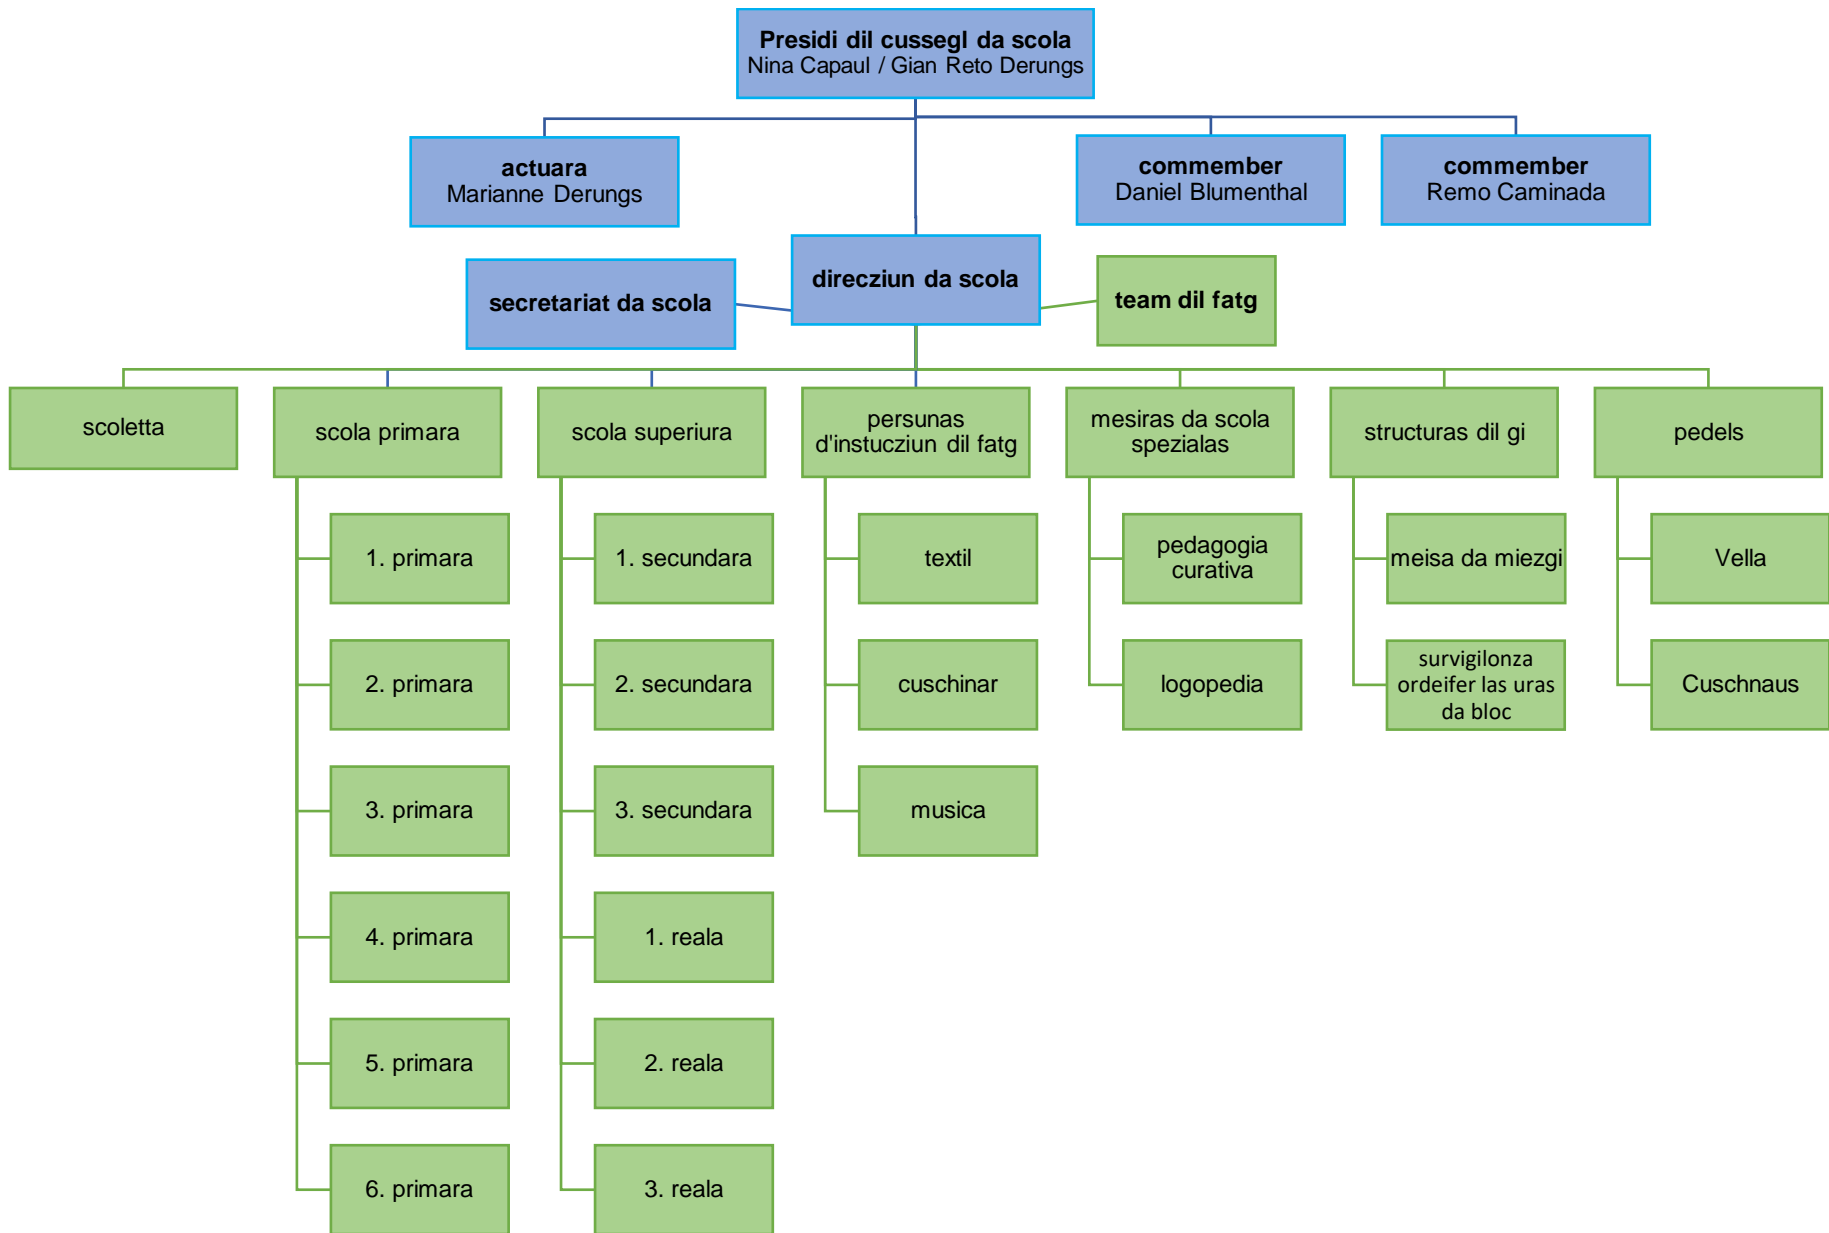 Presidi dil cussegl da scola
Nina Capaul / Gian Reto Derungs
actuara
Marianne Derungs
commember
Daniel Blumenthal
commember
Remo Caminada
secretariat da scola
direcziun da scola
team dil fatg
scoletta
scola primara
scola superiura
persunas
d'instucziun dil fatg
mesiras da scola
spezialas
structuras dil gi
pedels
1. primara
2. primara
3. primara
4. primara
5. primara
6. primara
1. secundara
2. secundara
3. secundara
1. reala
2. reala
3. reala
textil
cuschinar
musica
pedagogia
curativa
logopedia
meisa da miezgi
survigilonza
ordeifer las uras
da bloc
Vella
Cuschnaus